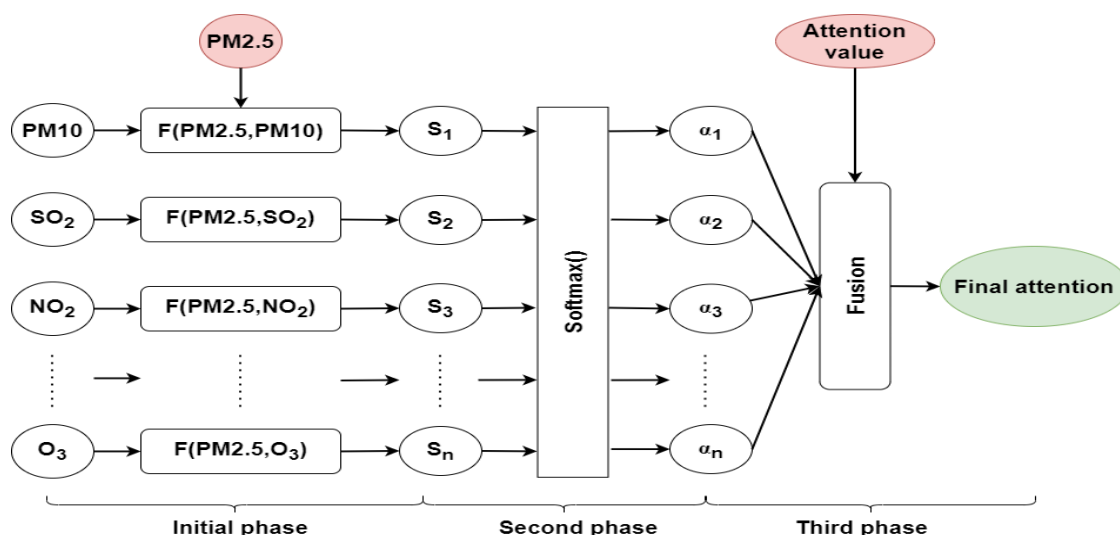 PM2.5
Attention
value
PM10
F(PM2.5,PM10)
S₁
α₁
SO₂
F(PM2.5,SO₂)
S₂
α₂
Softmax()
Fusion
Final attention
NO₂
F(PM2.5,NO₂)
S₃
α₃
O₃
F(PM2.5,O₃)
Sₙ
αₙ
Initial phase
Second phase
Third phase